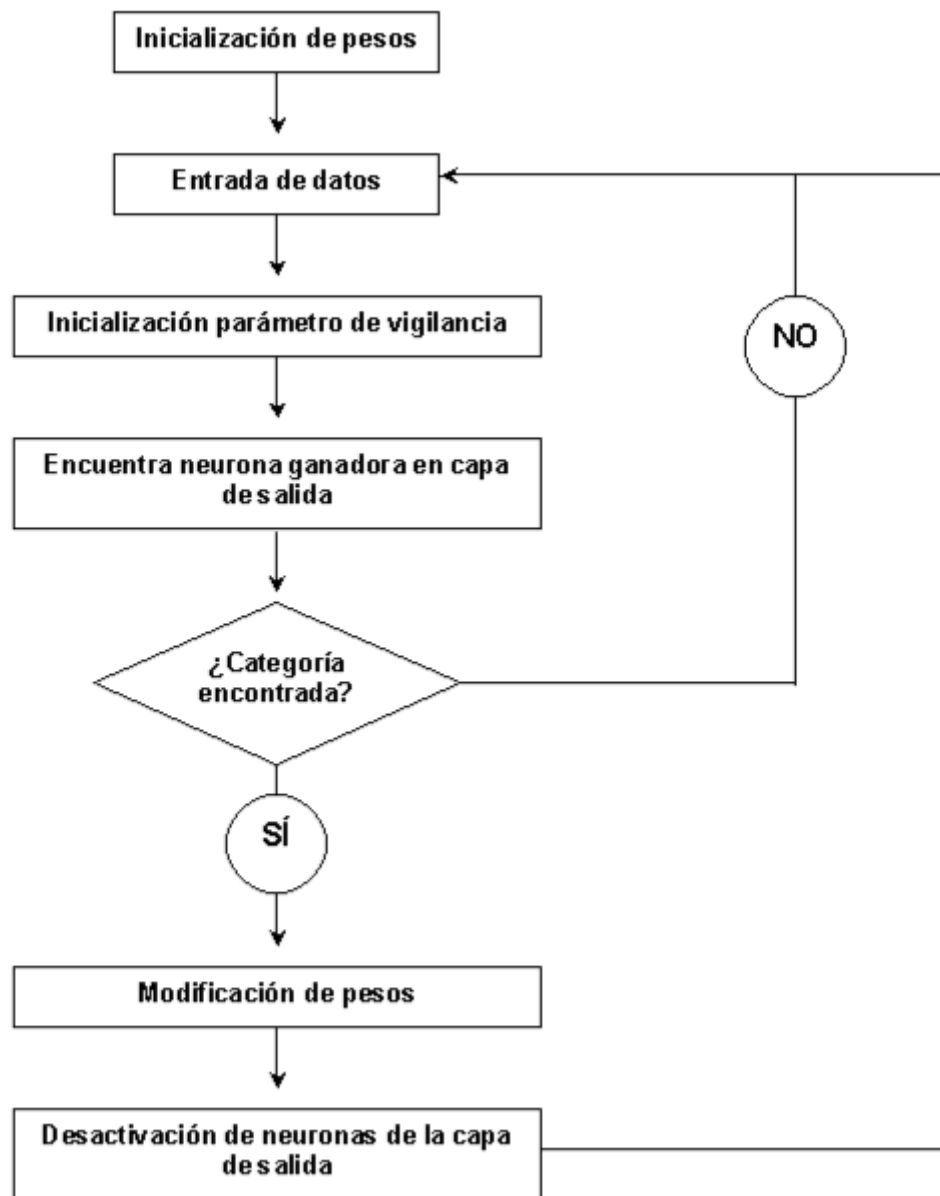 Inicialización de pesos
Entrada de datos
Inicialización parámetro de vigilancia
NO
Encuentra neurona ganadora en capa
de salida
¿Categoría
encontrada?
SÍ
Modificación de pesos
Desactivación de neuronas de la capa
de salida